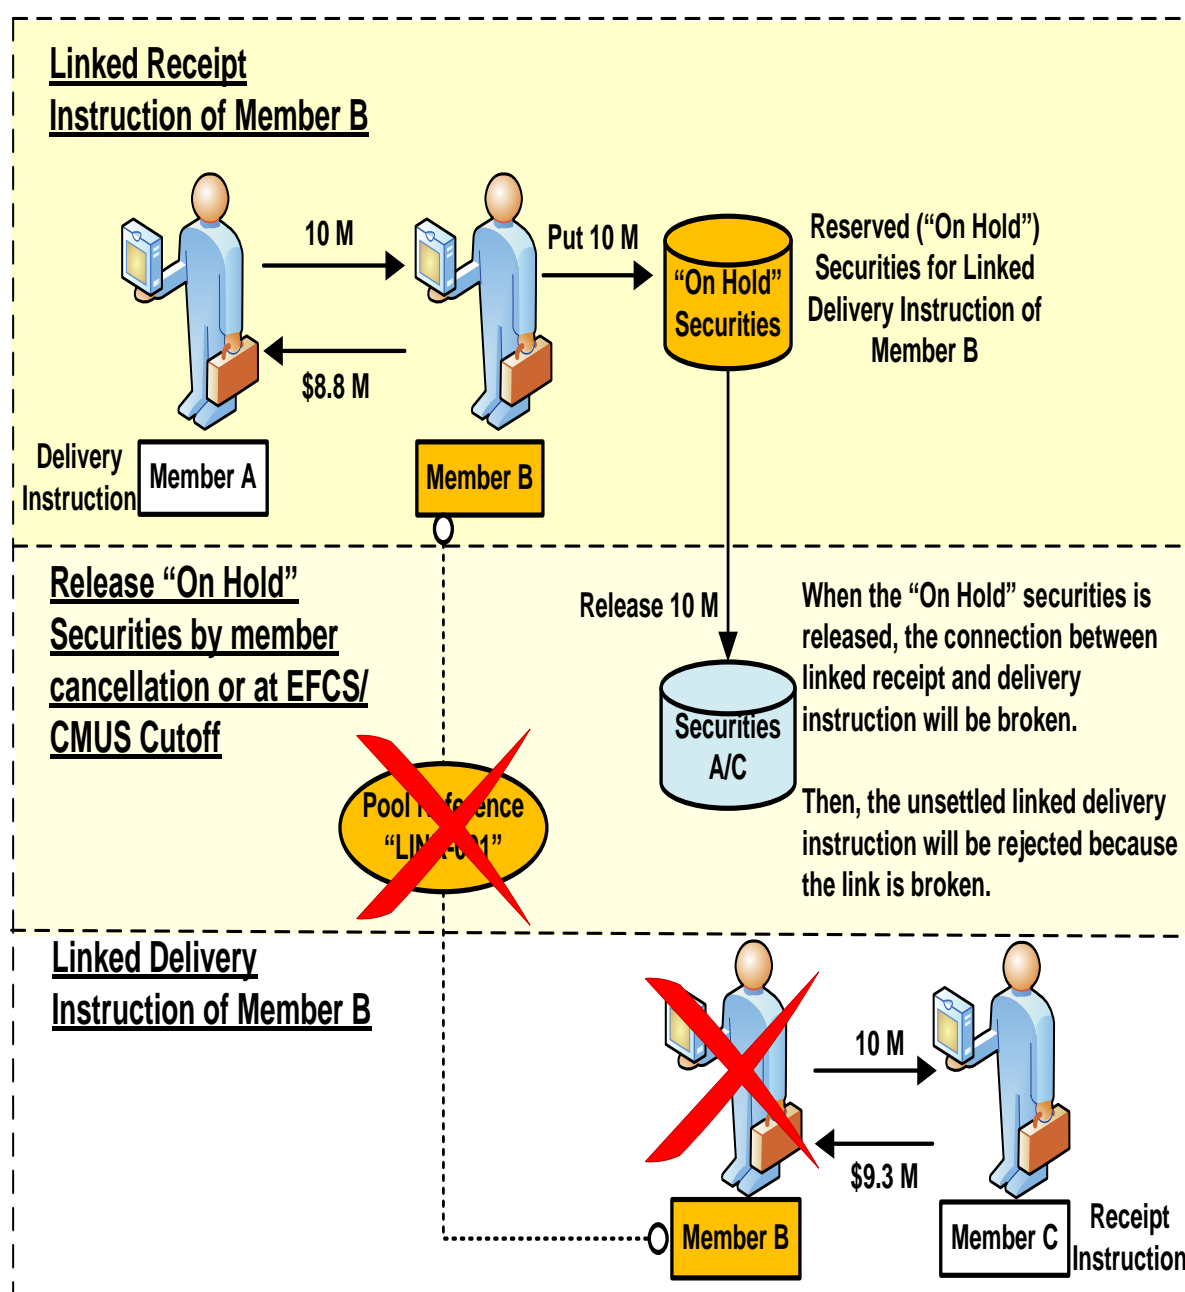 Linked Receipt
Instruction of Member B
10 M
Put 10 M
$8.8 M
“On Hold”
Securities
Reserved (“On Hold”)
Securities for Linked
Delivery Instruction of
Member B
Delivery
Instruction
Member A
Member B
Release “On Hold”
Securities by member
cancellation or at EFCS/
CMUS Cutoff
Release 10 M
Securities
A/C
When the “On Hold” securities is
released, the connection between
linked receipt and delivery
instruction will be broken.
Then, the unsettled linked delivery
instruction will be rejected because
the link is broken.
Pool Reference
Linked Delivery
Instruction of Member B
10 M
$9.3 M
Member B
Member C
Receipt
Instruction